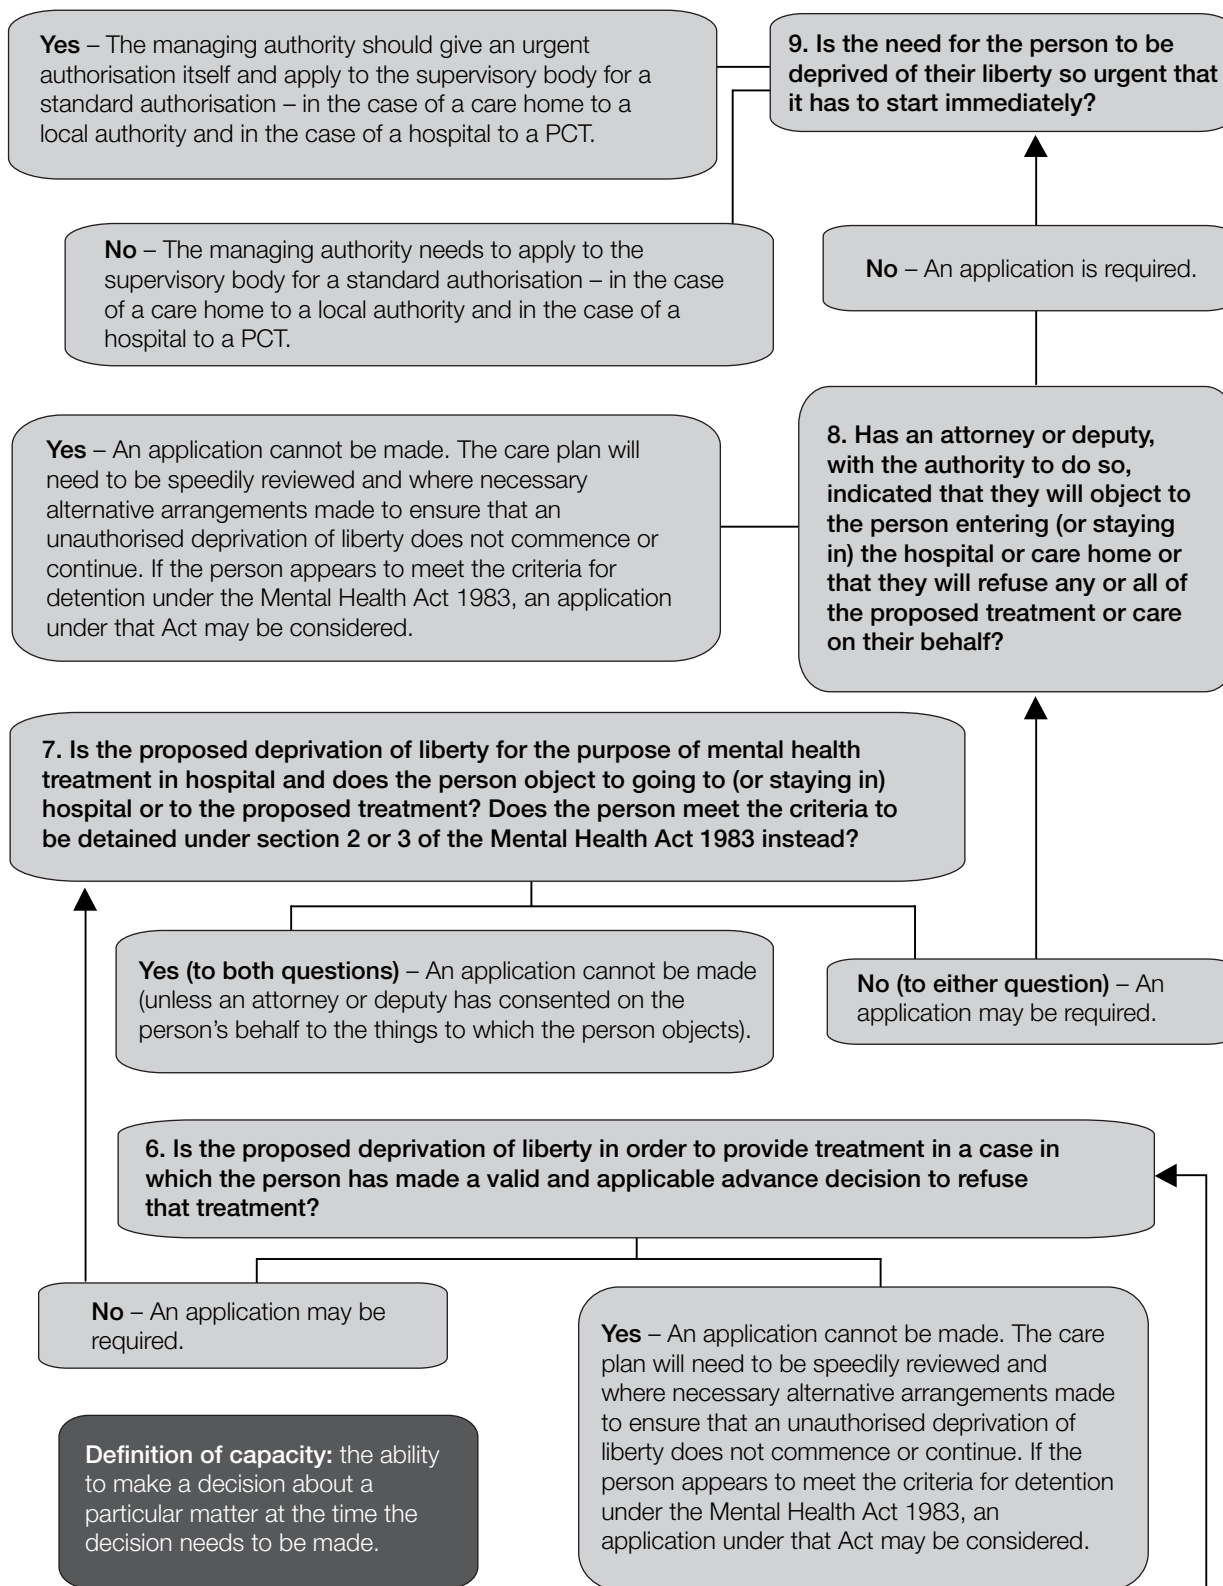 Yes – The managing authority should give an urgent
authorisation itself and apply to the supervisory body for a
standard authorisation – in the case of a care home to a
local authority and in the case of a hospital to a PCT.
9. Is the need for the person to be
deprived of their liberty so urgent that
it has to start immediately?
No – The managing authority needs to apply to the
supervisory body for a standard authorisation – in the case
of a care home to a local authority and in the case of a
hospital to a PCT.
No – An application is required.
Yes – An application cannot be made. The care plan will
need to be speedily reviewed and where necessary
alternative arrangements made to ensure that an
unauthorised deprivation of liberty does not commence or
continue. If the person appears to meet the criteria for
detention under the Mental Health Act 1983, an application
under that Act may be considered.
8. Has an attorney or deputy,
with the authority to do so,
indicated that they will object to
the person entering (or staying
in) the hospital or care home or
that they will refuse any or all of
the proposed treatment or care
on their behalf?
7. Is the proposed deprivation of liberty for the purpose of mental health
treatment in hospital and does the person object to going to (or staying in)
hospital or to the proposed treatment? Does the person meet the criteria to
be detained under section 2 or 3 of the Mental Health Act 1983 instead?
Yes (to both questions) – An application cannot be made
(unless an attorney or deputy has consented on the
person's behalf to the things to which the person objects).
No (to either question) – An
application may be required.
6. Is the proposed deprivation of liberty in order to provide treatment in a case in
which the person has made a valid and applicable advance decision to refuse
that treatment?
No – An application may be
required.
Yes – An application cannot be made. The care
plan will need to be speedily reviewed and
where necessary alternative arrangements made
to ensure that an unauthorised deprivation of
liberty does not commence or continue. If the
person appears to meet the criteria for detention
under the Mental Health Act 1983, an
application under that Act may be considered.
Definition of capacity: the ability
to make a decision about a
particular matter at the time the
decision needs to be made.